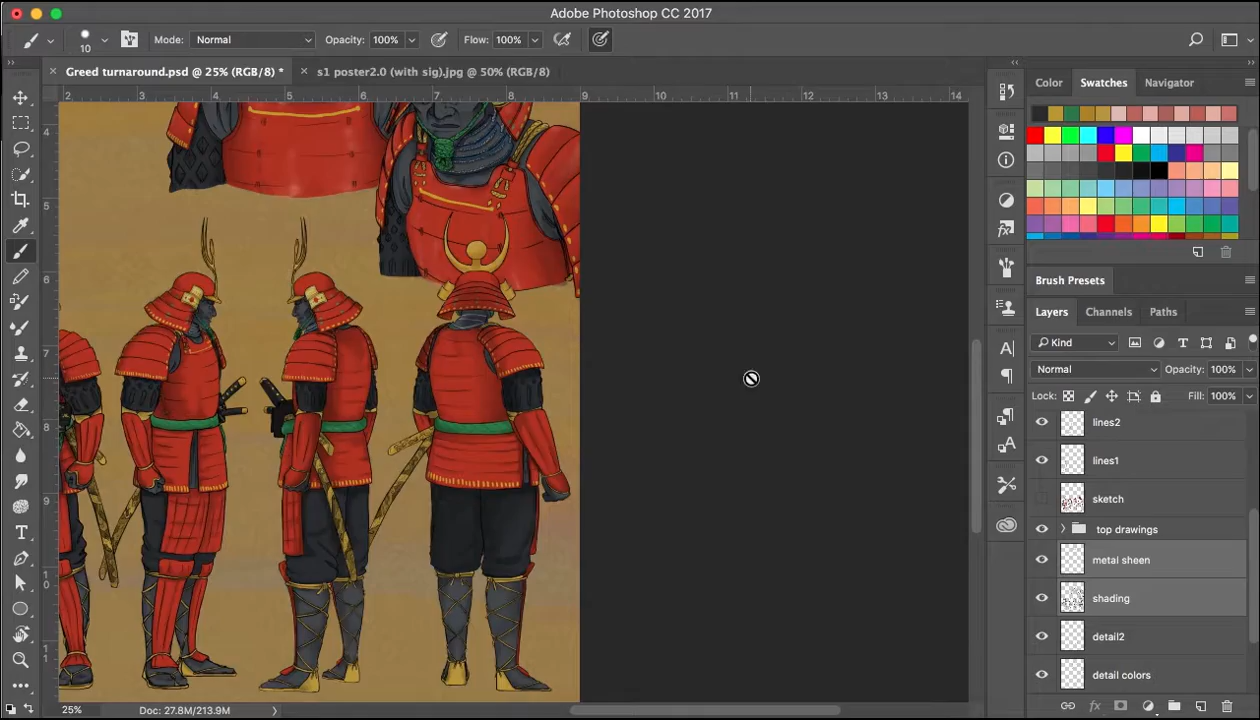 Adobe Photoshop CC 2017
10 Mode: Normal Opacity: 100% Flow: 100%
Greed turnaround.psd @ 25% (RGB/8) * s1 poster2.0 (with sig).jpg @ 50% (RGB/8)
2 3 4 5 6 7 8 9 10 11 12 13 14
4
5
6
7
8
9
10
11
Color Swatches Navigator
Brush Presets
Layers Channels Paths
Kind
Normal Opacity: 100%
Lock: Fill: 100%
lines2
lines1
sketch
top drawings
metal sheen
shading
detail2
detail colors
25% Doc: 27.8M/213.9M